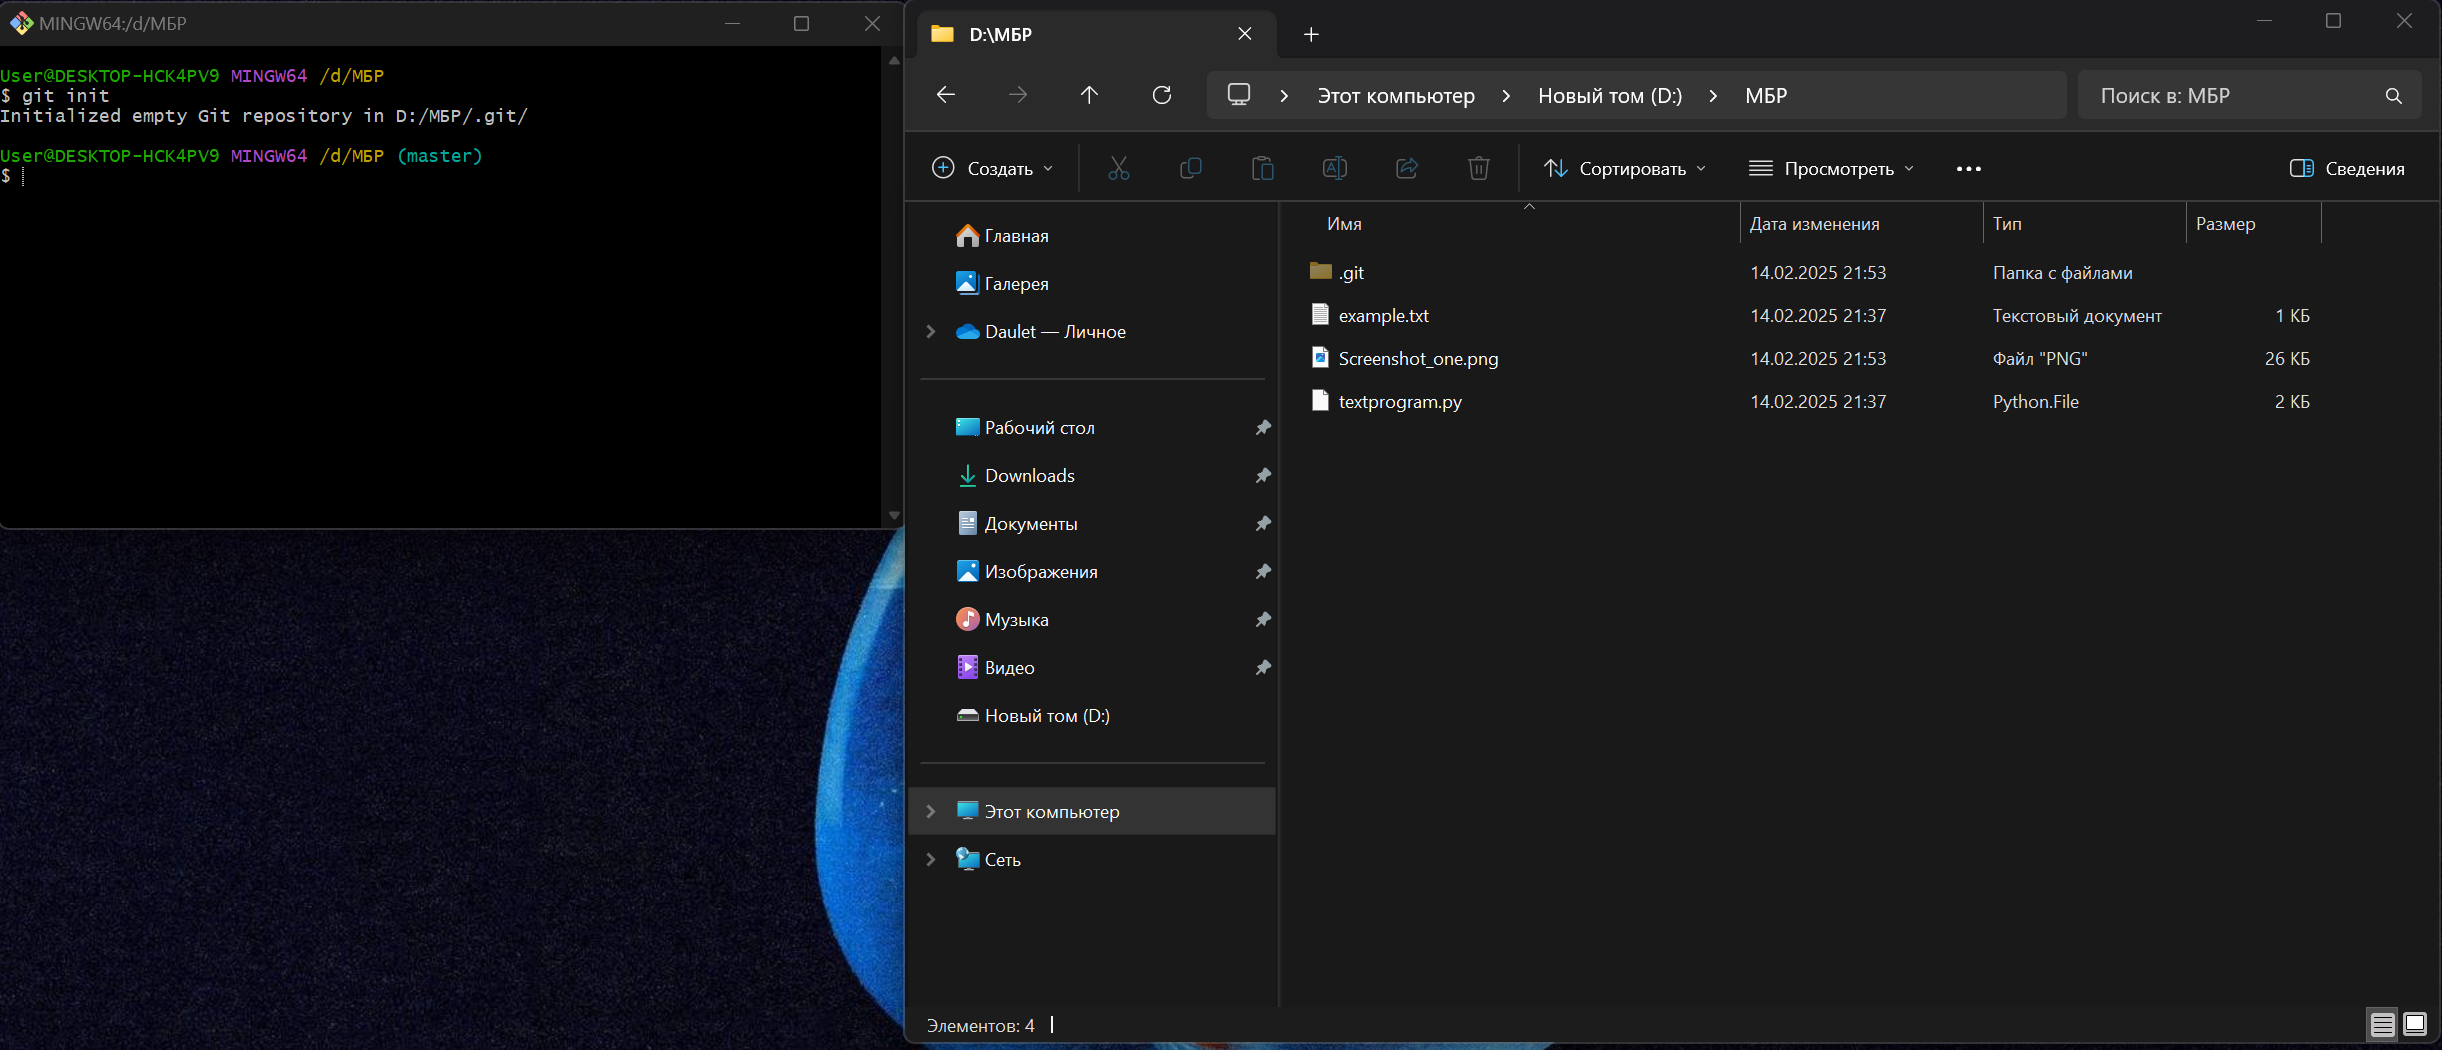 MINGW64:/d/МБР
User@DESKTOP-HCK4PV9 MINGW64 /d/МБР
$ git init
Initialized empty Git repository in D:/МБР/.git/
User@DESKTOP-HCK4PV9 MINGW64 /d/МБР (master)
$
D:\МБР
Этот компьютер > Новый том (D:) > МБР
Поиск в: МБР
Создать
Сортировать
Просмотреть
Сведения
Главная
Галерея
Daulet — Личное
Рабочий стол
Downloads
Документы
Изображения
Музыка
Видео
Новый том (D:)
Этот компьютер
Сеть
Имя Дата изменения Тип Размер
.git 14.02.2025 21:53 Папка с файлами
example.txt 14.02.2025 21:37 Текстовый документ 1 КБ
Screenshot_one.png 14.02.2025 21:53 Файл "PNG" 26 КБ
textprogram.py 14.02.2025 21:37 Python.File 2 КБ
Элементов: 4